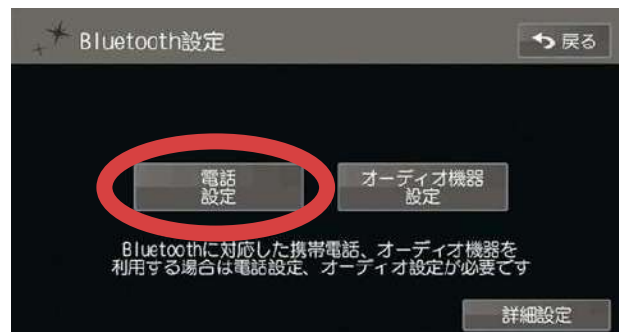 Bluetooth設定
戻る
電話
設定
オーディオ機器
設定
Bluetoothに対応した携帯電話、オーディオ機器を
利用する場合は電話設定、オーディオ設定が必要です
詳細設定